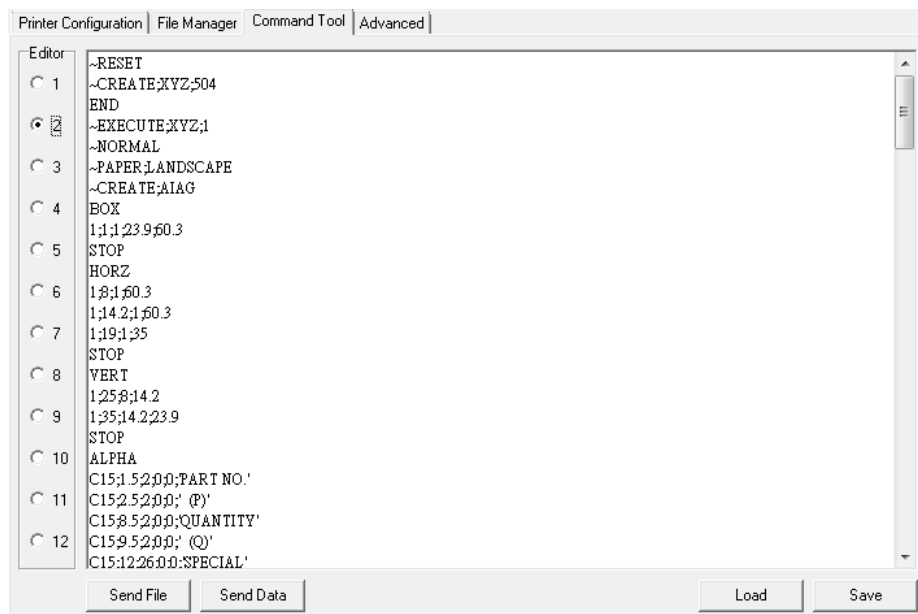 Printer Configuration File Manager Command Tool Advanced
Editor
1
2
3
4
5
6
7
8
9
10
11
12
~RESET
~CREATE;XYZ;504
END
~EXECUTE;XYZ;1
~NORMAL
~PAPER;LANDSCAPE
~CREATE;AIAG
BOX
1;1;1;23.9;60.3
STOP
HORZ
1;8;1;60.3
1;14.2;1;60.3
1;19;1;35
STOP
VERT
1;25;8;14.2
1;35;14.2;23.9
STOP
ALPHA
C15;1.5;2;0;0;'PART NO.'
C15;2.5;2;0;0;' (P)'
C15;8.5;2;0;0;'QUANTITY'
C15;9.5;2;0;0;' (Q)'
C15;12;26;0;0;'SPECIAL'
Send File Send Data Load Save